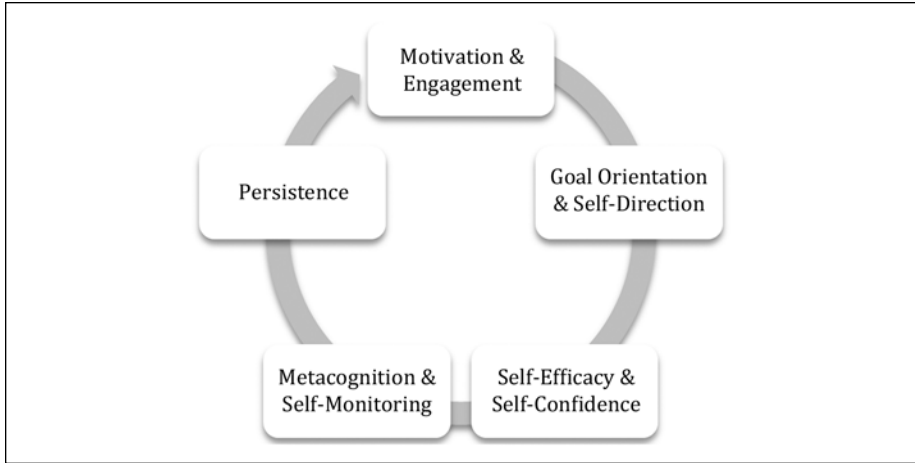 Motivation &
Engagement
Goal Orientation
& Self-Direction
Self-Efficacy &
Self-Confidence
Metacognition &
Self-Monitoring
Persistence